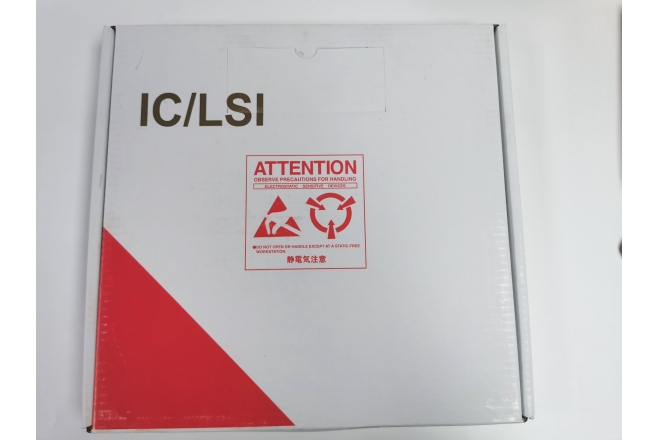 IC/LSI
ATTENTION
OBSERVE PRECAUTIONS FOR HANDLING
ELECTROSTATIC SENSITIVE DEVICES
■DO NOT OPEN OR HANDLE EXCEPT AT A STATIC-FREE
WORKSTATION.
静電気注意